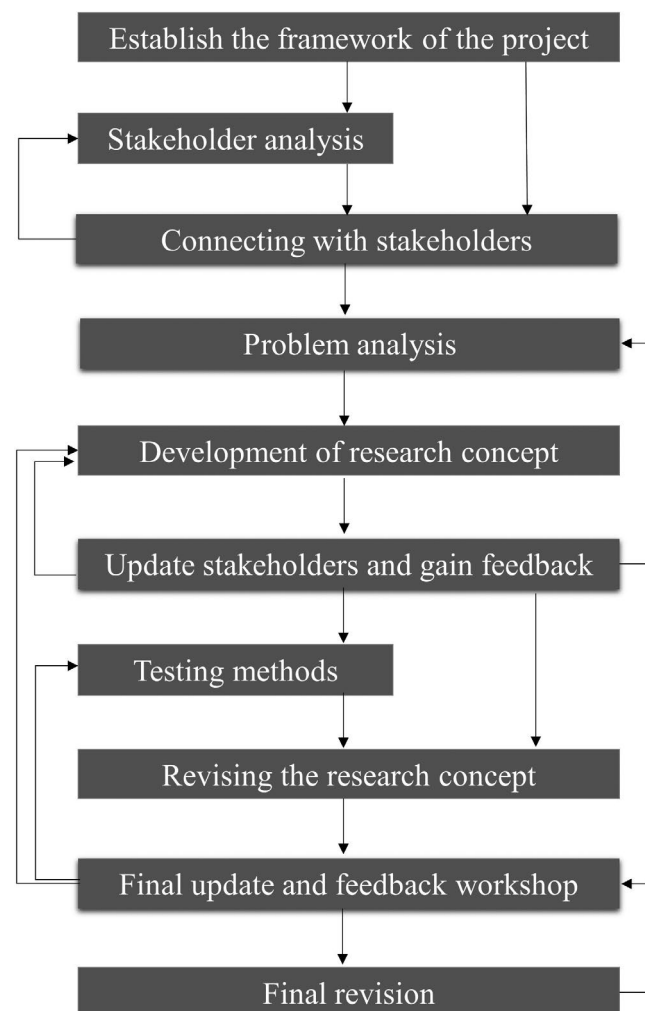 Establish the framework of the project
Stakeholder analysis
Connecting with stakeholders
Problem analysis
Development of research concept
Update stakeholders and gain feedback
Testing methods
Revising the research concept
Final update and feedback workshop
Final revision